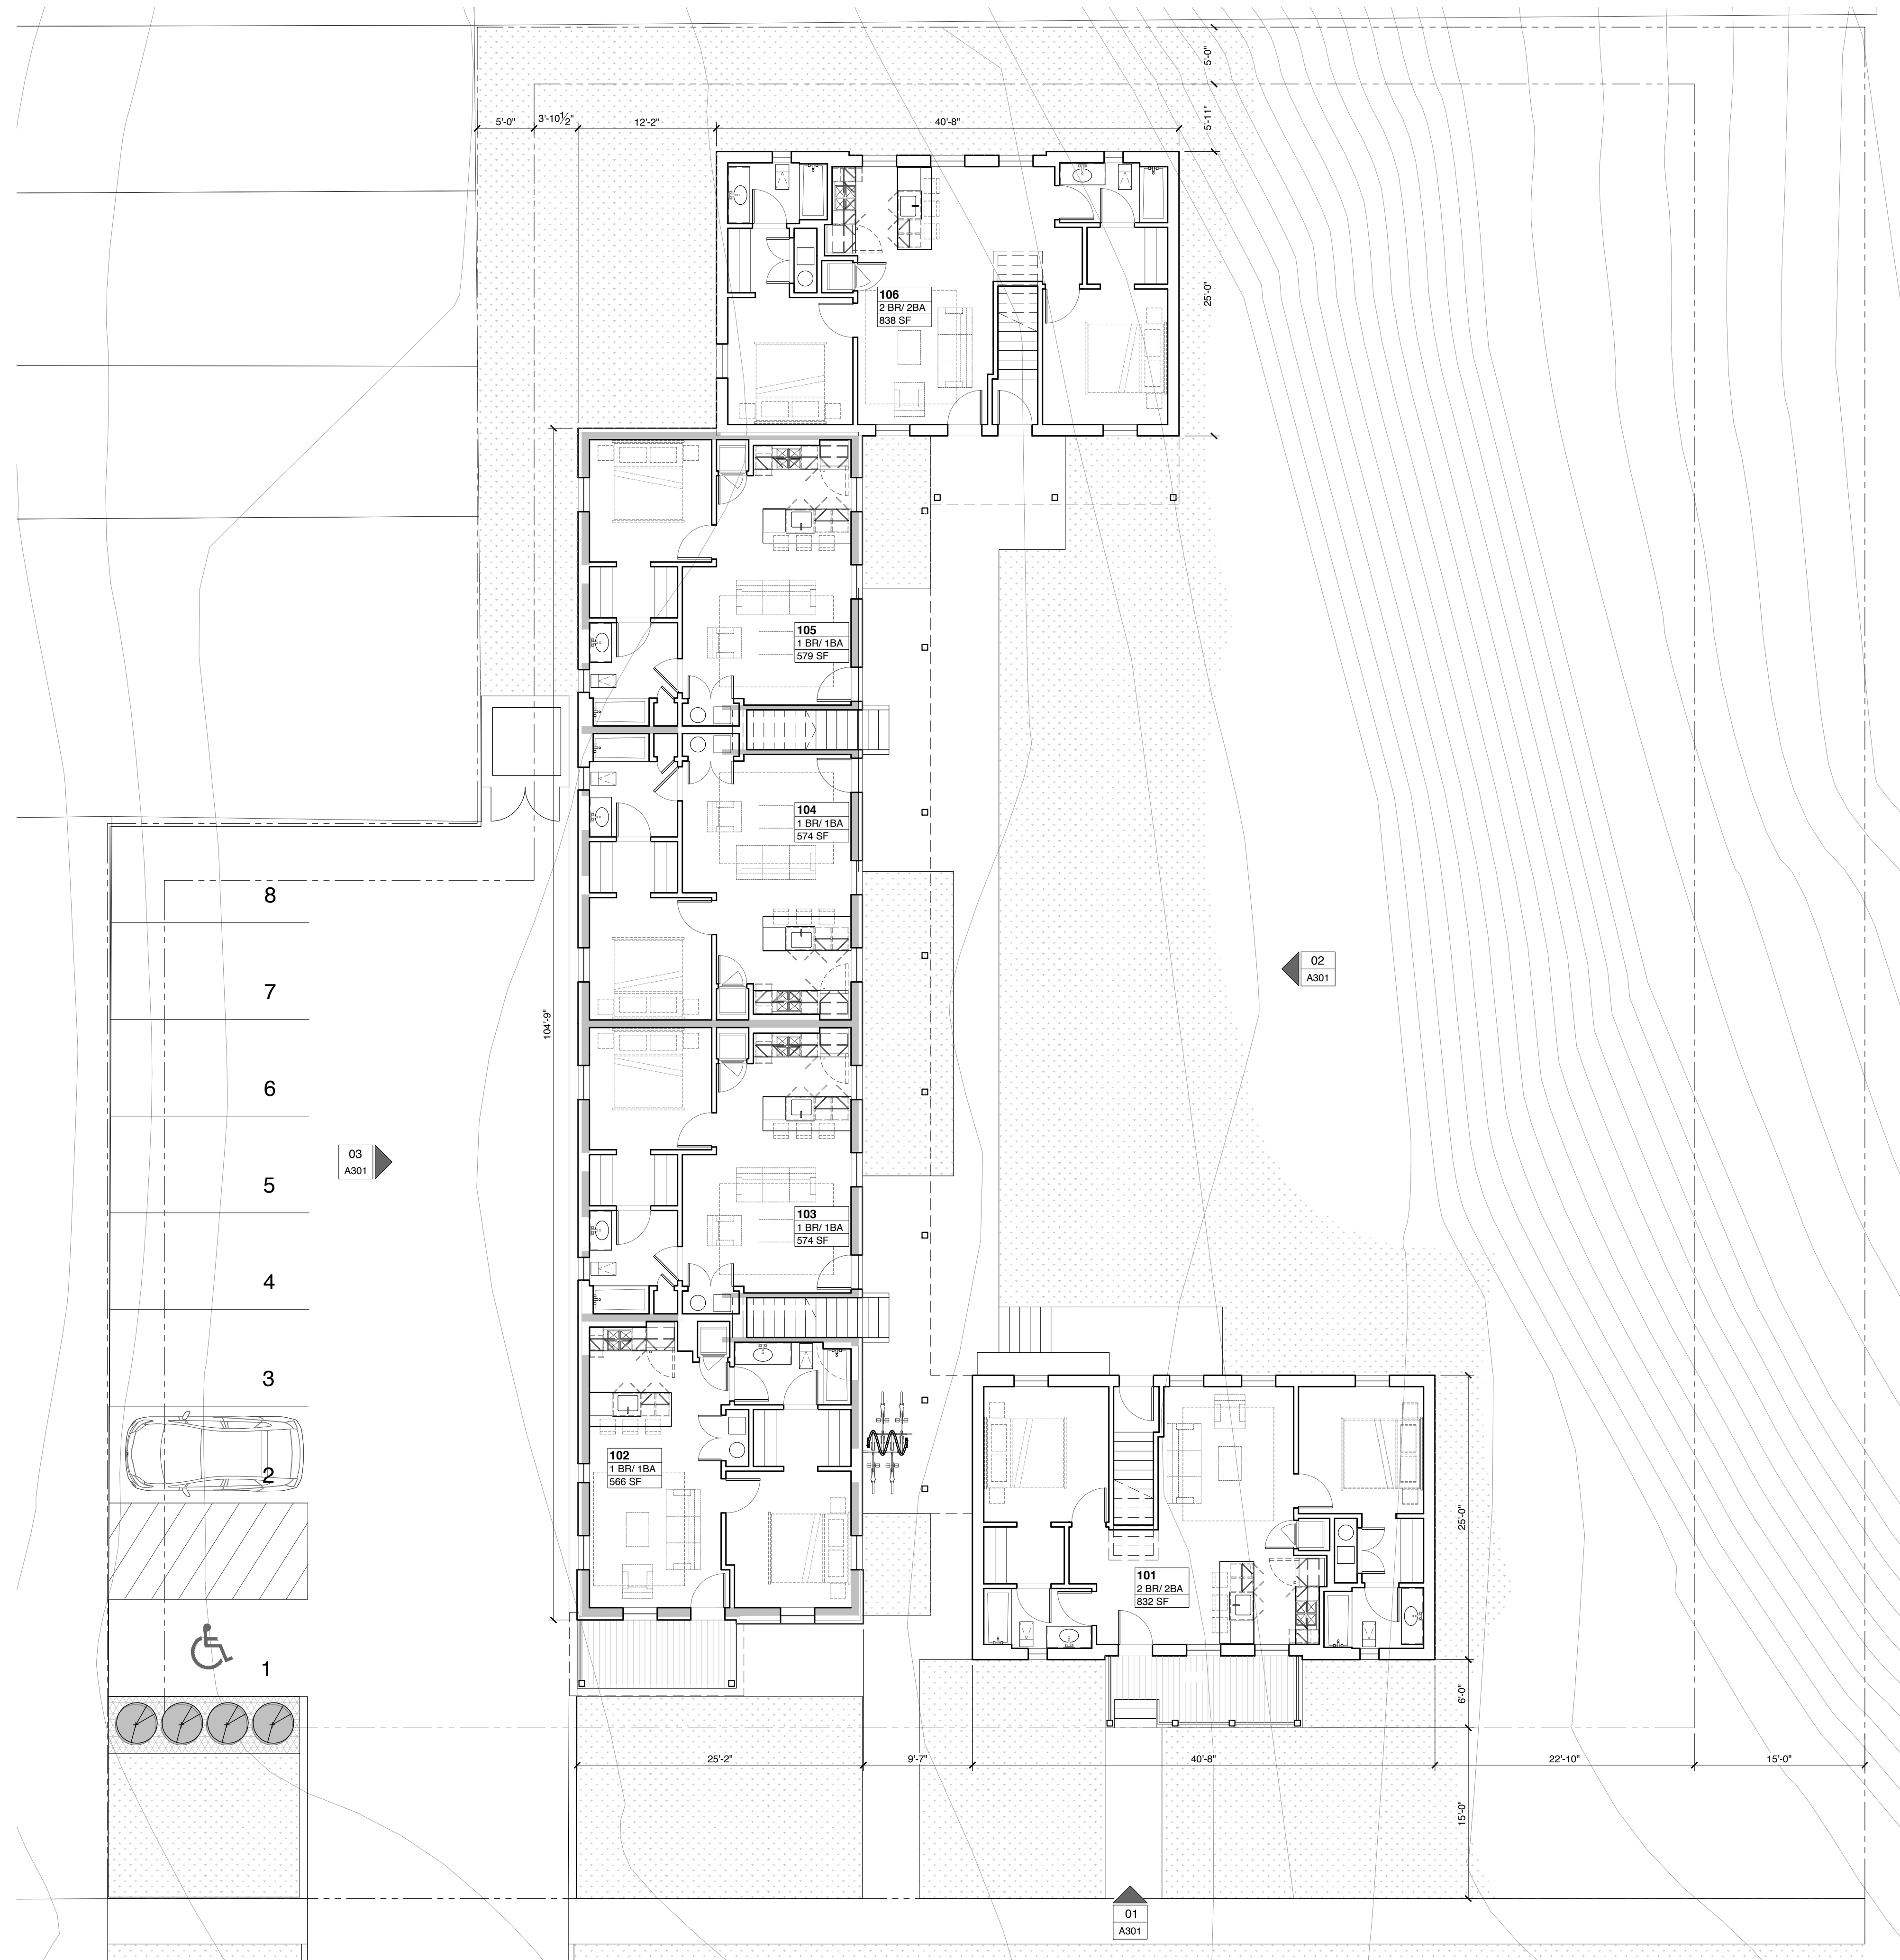 5'-0"
5'-0"
3'-10½"
12'-2"
40'-8"
5'-11"
106
2 BR/ 2BA
838 SF
25'-0"
105
1 BR/ 1BA
579 SF
104
1 BR/ 1BA
574 SF
8
02
A301
7
104'-9"
6
03
A301
5
103
1 BR/ 1BA
574 SF
4
3
102
1 BR/ 1BA
566 SF
2
25'-0"
101
2 BR/ 2BA
832 SF
1
6'-0"
25'-2"
9'-7"
40'-8"
22'-10"
15'-0"
15'-0"
01
A301